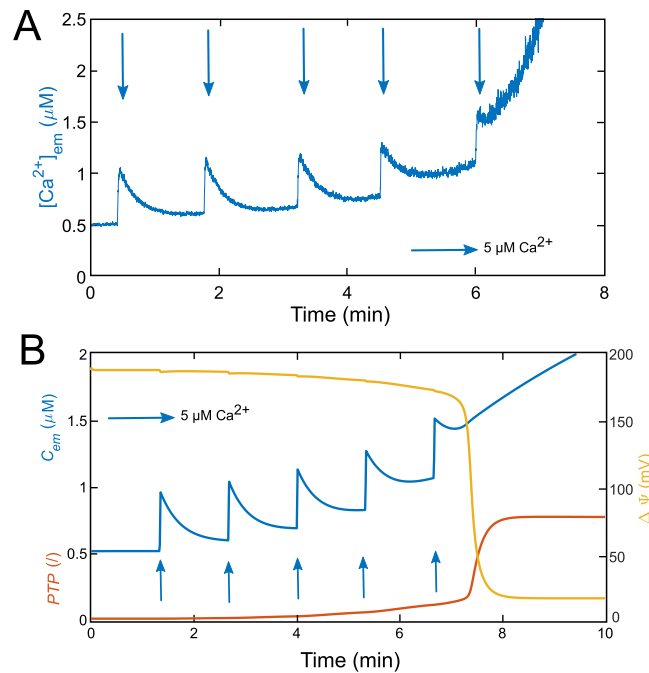 A
[Ca2+]em (μM)
2.5
2
1.5
1
0.5
0
5 μM Ca2+
0 2 4 6 8
Time (min)
B
Cem (μM)
PTP (/)
2
1.5
1
0.5
0
5 μM Ca2+
200
150
100
50
0
Δ Ψ (mV)
0 2 4 6 8 10
Time (min)